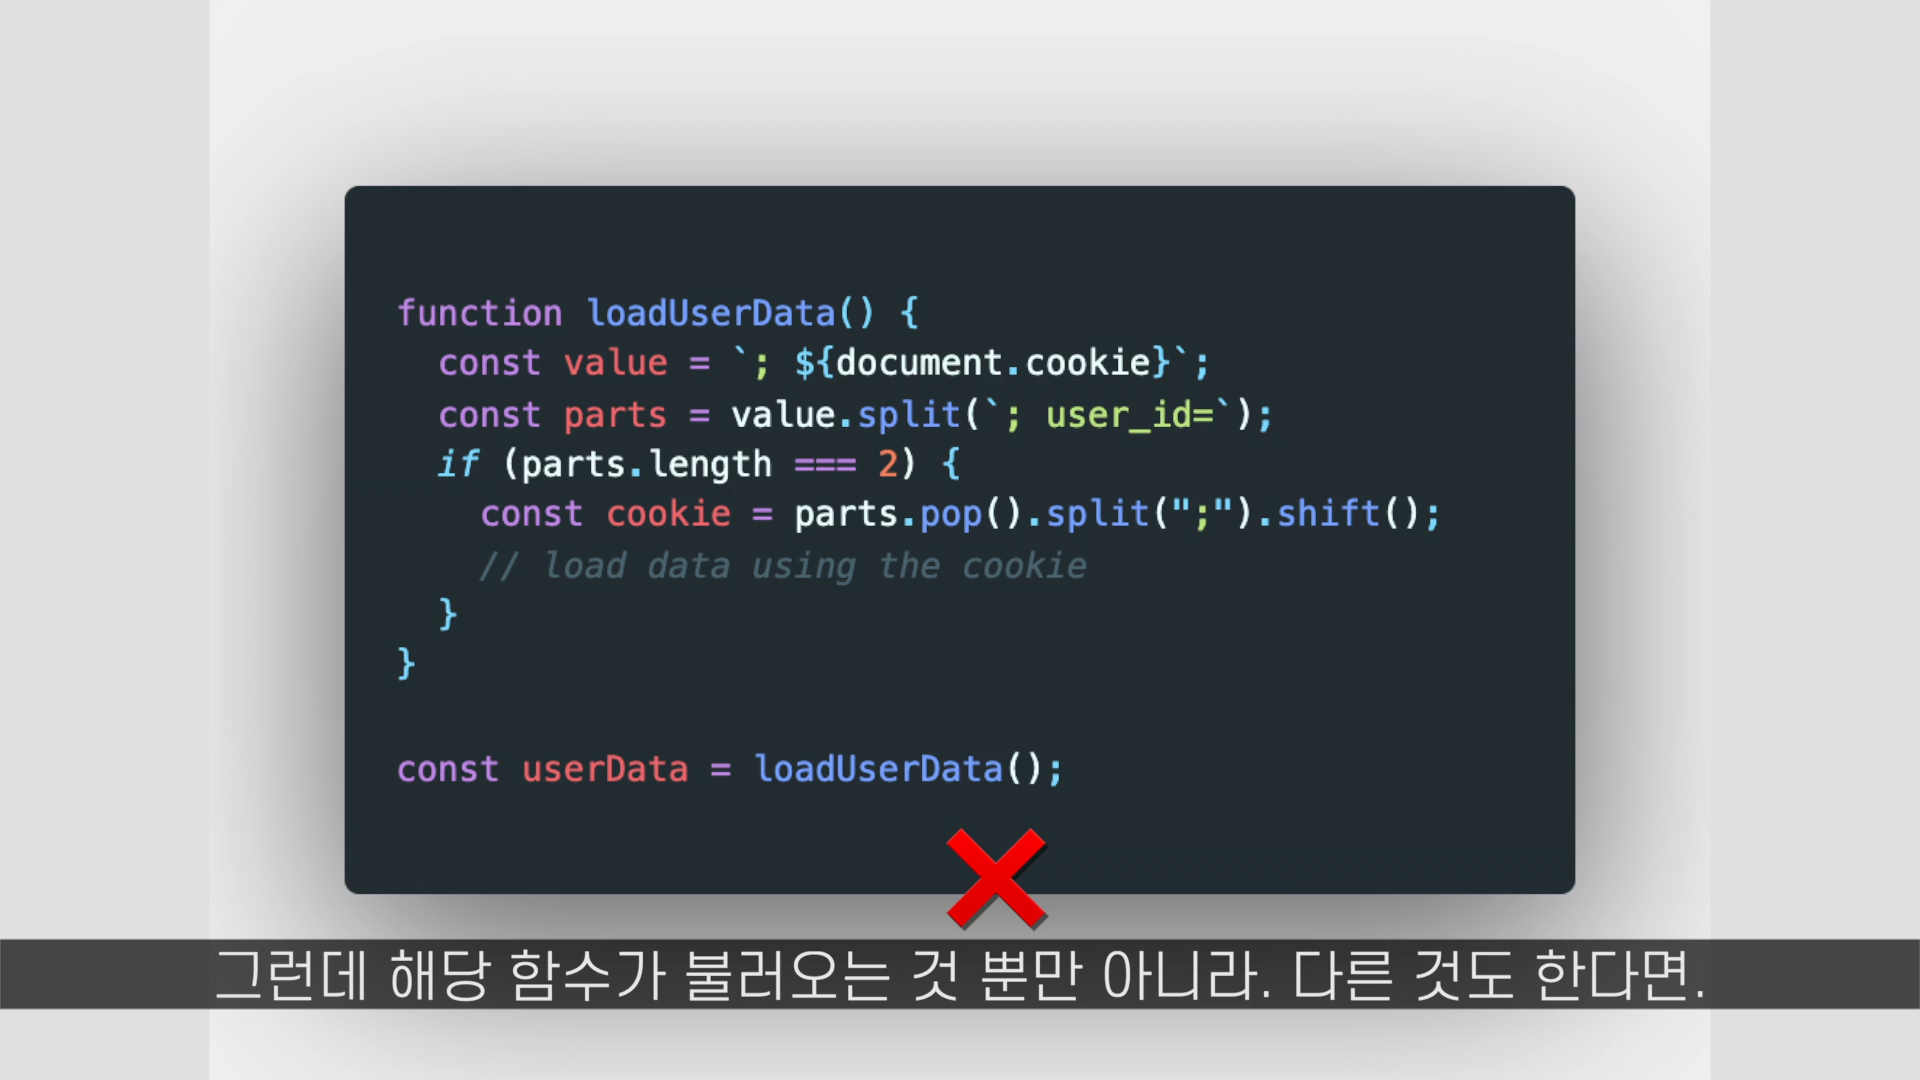 function loadUserData() {
  const value = `; ${document.cookie}`;
  const parts = value.split(`; user_id=`);
  if (parts.length === 2) {
    const cookie = parts.pop().split(";").shift();
    // load data using the cookie
  }
}
const userData = loadUserData();
그런데 해당 함수가 불러오는 것 뿐만 아니라. 다른 것도 한다면.